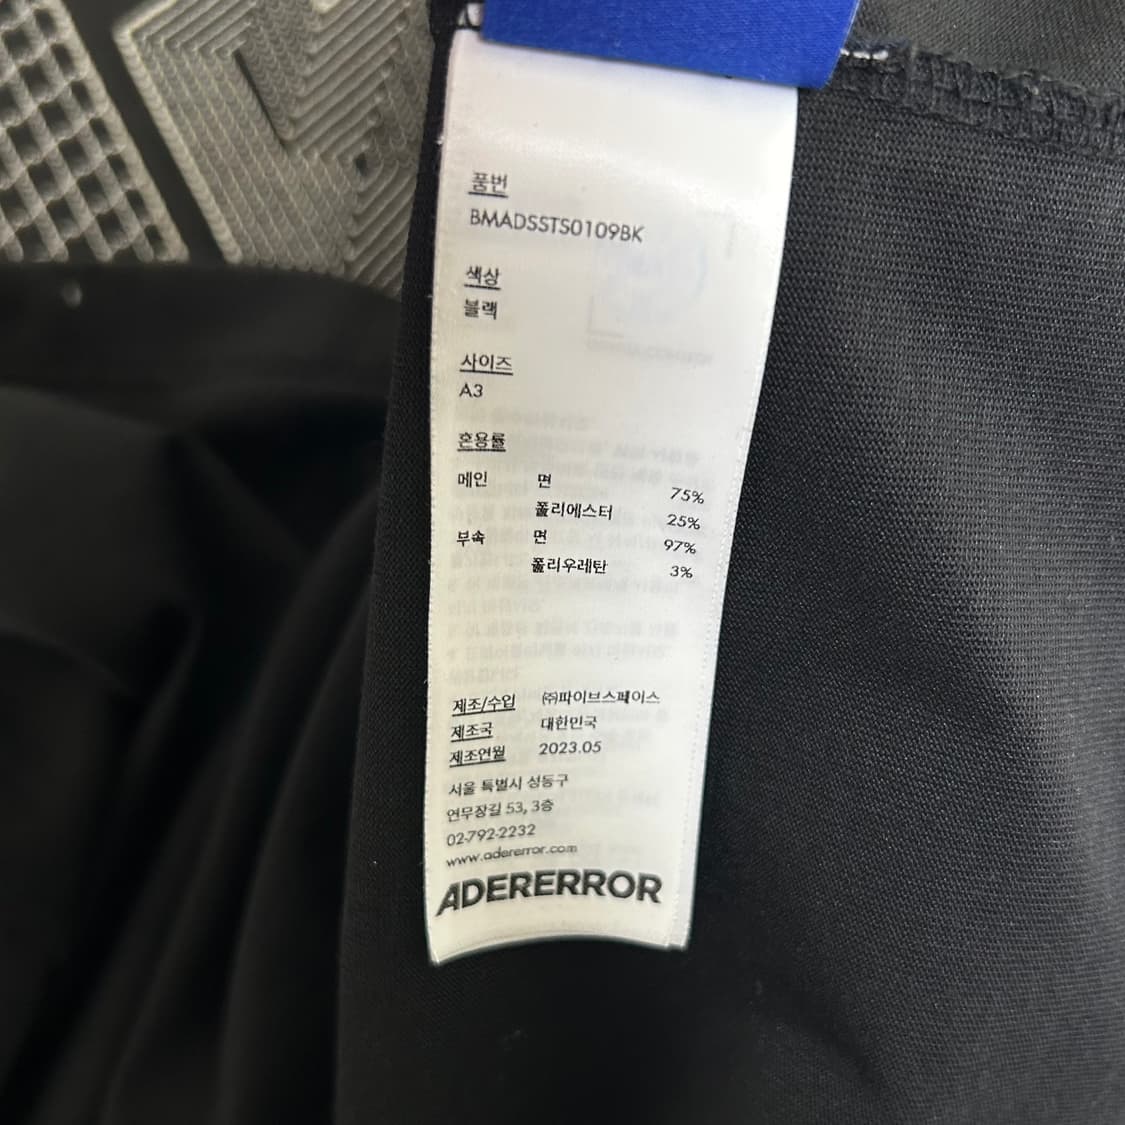 품번
BMADSSTS0109BK
색상
블랙
사이즈
A3
혼용률
메인 면 75%
폴리에스터 25%
부속 면 97%
폴리우레탄 3%
제조/수입 ㈜파이브스페이스
제조국 대한민국
제조연월 2023.05
서울 특별시 성동구
연무장길 53, 3층
02-792-2232
www.adererror.com
ADERERROR